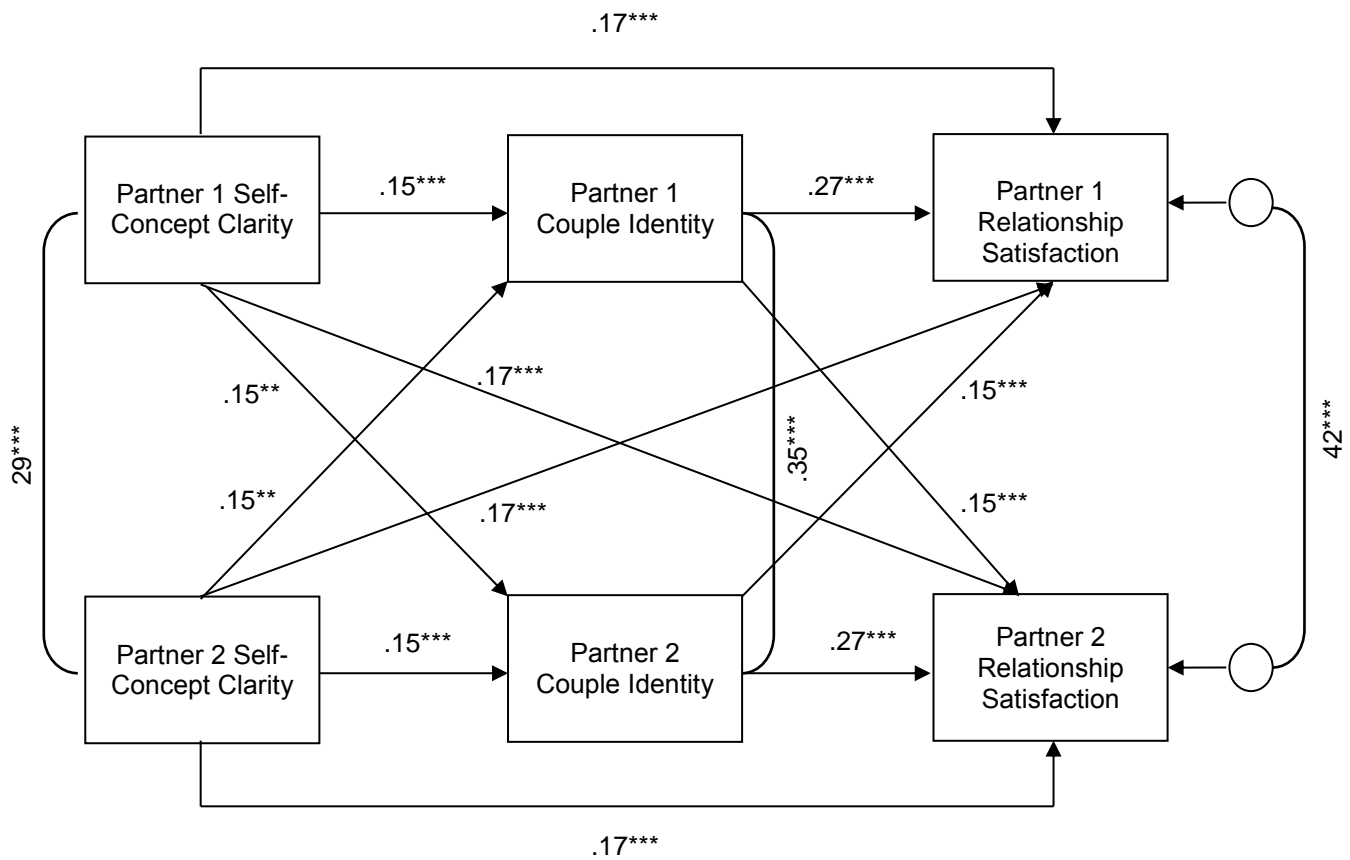 .17***
Partner 1 Self-
Concept Clarity
.15***
Partner 1
Couple Identity
.27***
Partner 1
Relationship
Satisfaction
.15**
.17***
.15***
29***
.35***
42***
.15**
.17***
.15***
Partner 2 Self-
Concept Clarity
.15***
Partner 2
Couple Identity
.27***
Partner 2
Relationship
Satisfaction
.17***